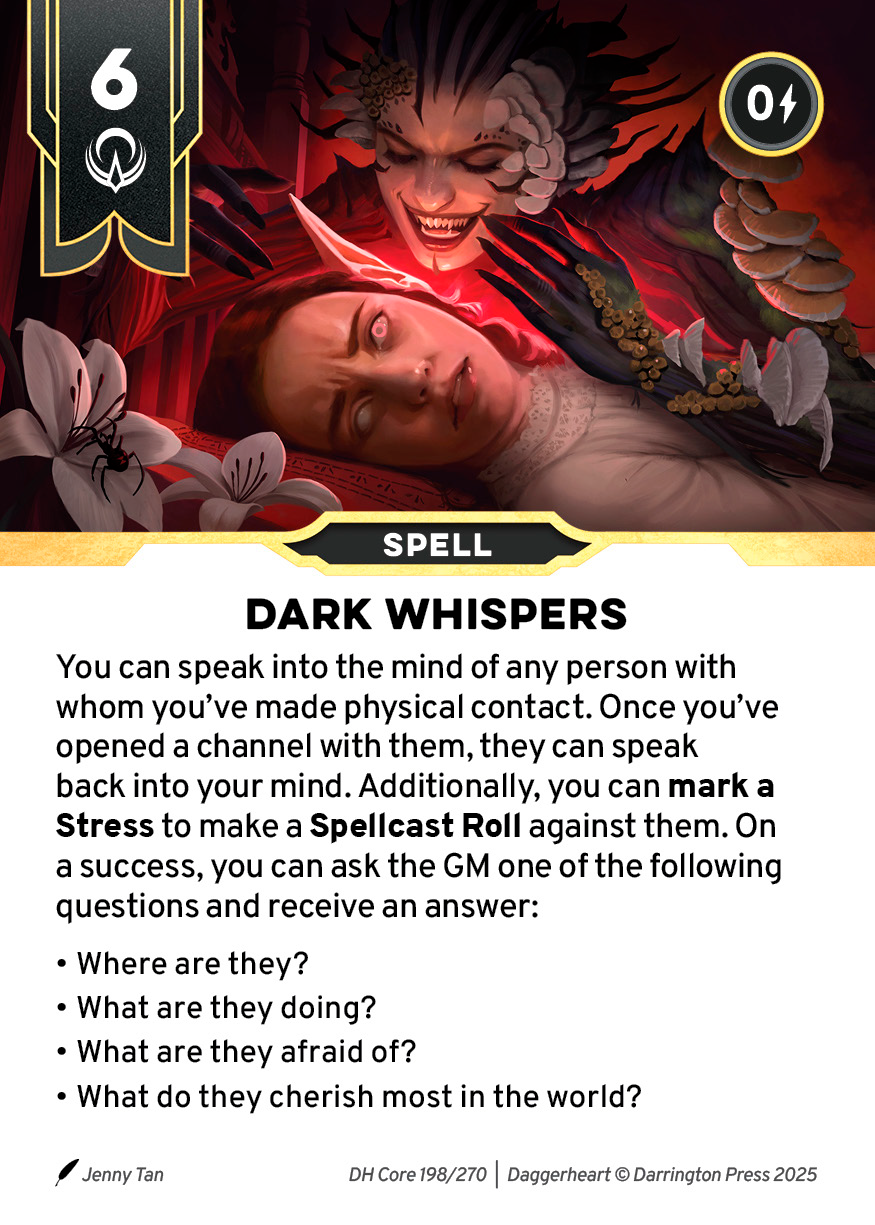 6
0
SPELL
DARK WHISPERS
You can speak into the mind of any person with
whom you’ve made physical contact. Once you’ve
opened a channel with them, they can speak
back into your mind. Additionally, you can mark a
Stress to make a Spellcast Roll against them. On
a success, you can ask the GM one of the following
questions and receive an answer:
• Where are they?
• What are they doing?
• What are they afraid of?
• What do they cherish most in the world?
Jenny Tan
DH Core 198/270 | Daggerheart © Darrington Press 2025